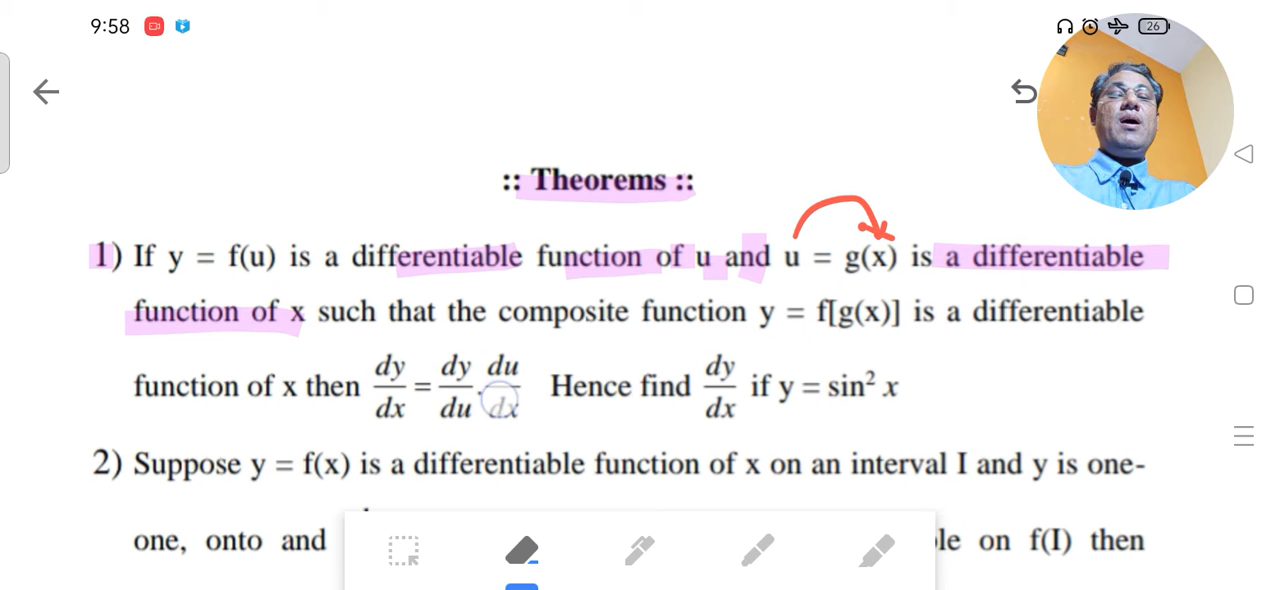 9:58
26
:: Theorems ::
1) If y = f(u) is a differentiable function of u and u = g(x) is a differentiable
function of x such that the composite function y = f[g(x)] is a differentiable
function of x then dy/dx = dy/du · du/dx Hence find dy/dx if y = sin² x
2) Suppose y = f(x) is a differentiable function of x on an interval I and y is one-
one, onto and on f(I) then